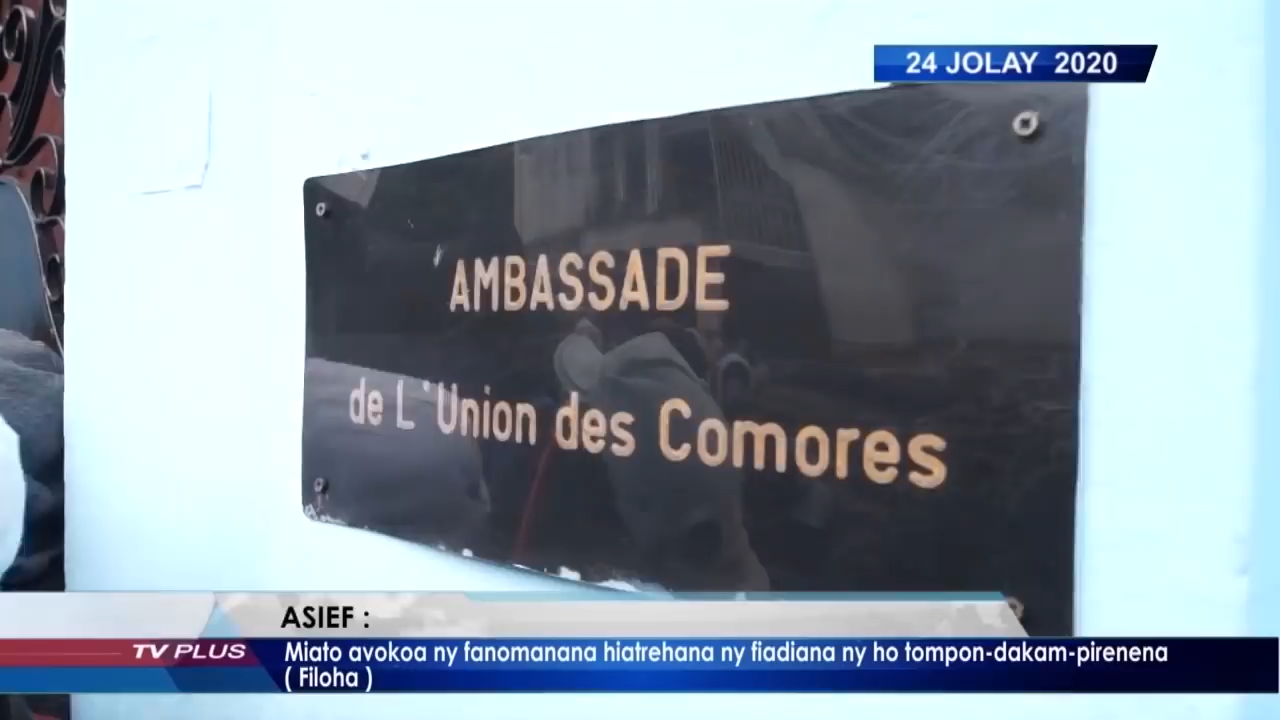 24 JOLAY 2020
AMBASSADE
de L'Union des Comores
ASIEF :
TV PLUS
Miato avokoa ny fanomanana hiatrehana ny fiadiana ny ho tompon-dakam-pirenena
( Filoha )